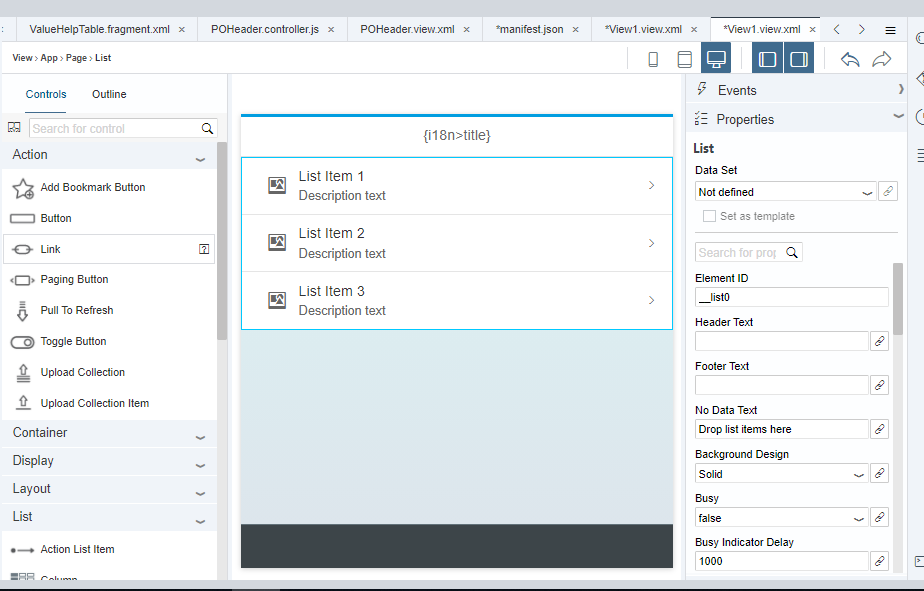 ValueHelpTable.fragment.xml × POHeader.controller.js × POHeader.view.xml × *manifest.json × *View1.view.xml × *View1.view.xml ×
View › App › Page › List
Controls Outline
Search for control
Action
Add Bookmark Button
Button
Link ?
Paging Button
Pull To Refresh
Toggle Button
Upload Collection
Upload Collection Item
Container
Display
Layout
List
Action List Item
Column
{i18n>title}
List Item 1
Description text
List Item 2
Description text
List Item 3
Description text
Events
Properties
List
Data Set
Not defined
Set as template
Search for prop
Element ID
__list0
Header Text
Footer Text
No Data Text
Drop list items here
Background Design
Solid
Busy
false
Busy Indicator Delay
1000